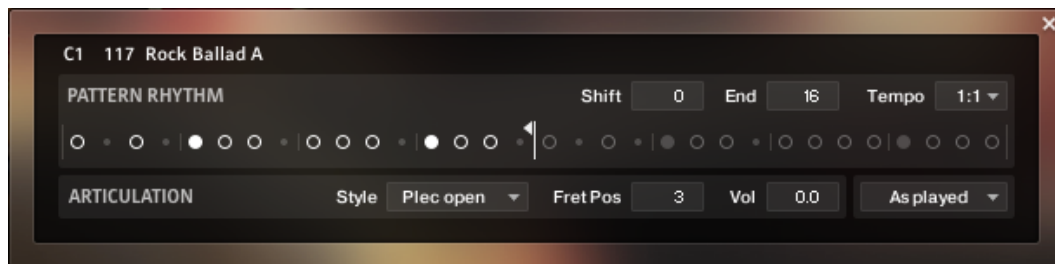 C1 117 Rock Ballad A
PATTERN RHYTHM Shift 0 End 16 Tempo 1:1
ARTICULATION Style Plec open Fret Pos 3 Vol 0.0 As played